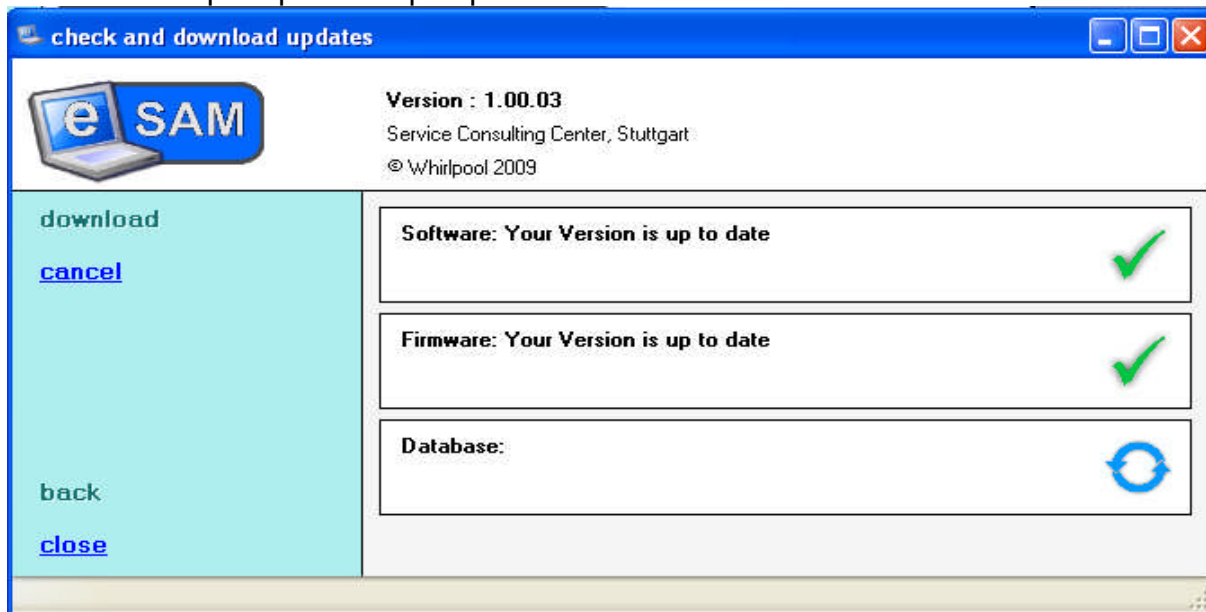 check and download updates
e SAM
Version : 1.00.03
Service Consulting Center, Stuttgart
© Whirlpool 2009
download
cancel
back
close
Software: Your Version is up to date
Firmware: Your Version is up to date
Database: